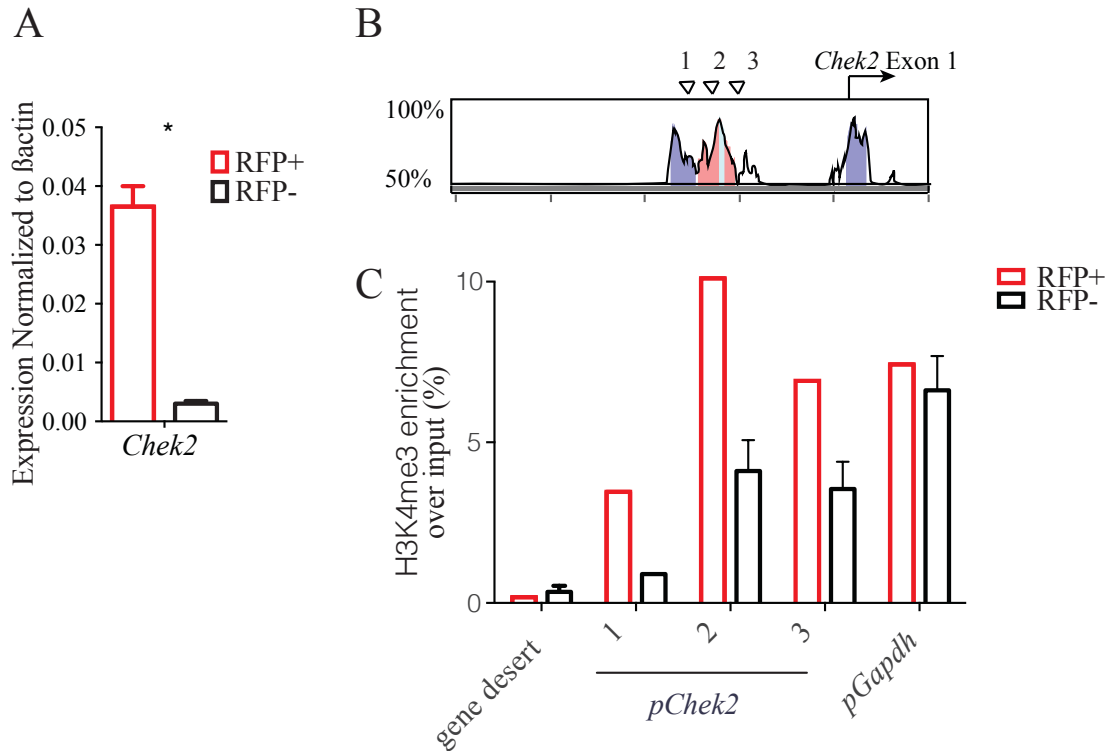 A
Expression Normalized to ßactin
0.05
0.04
0.03
0.02
0.01
0.00
*
RFP+
RFP-
Chek2
B
1 2 3
Chek2 Exon 1
100%
50%
C
H3K4me3 enrichment
over input (%)
10
5
0
RFP+
RFP-
gene desert
1
2
3
pChek2
pGapdh